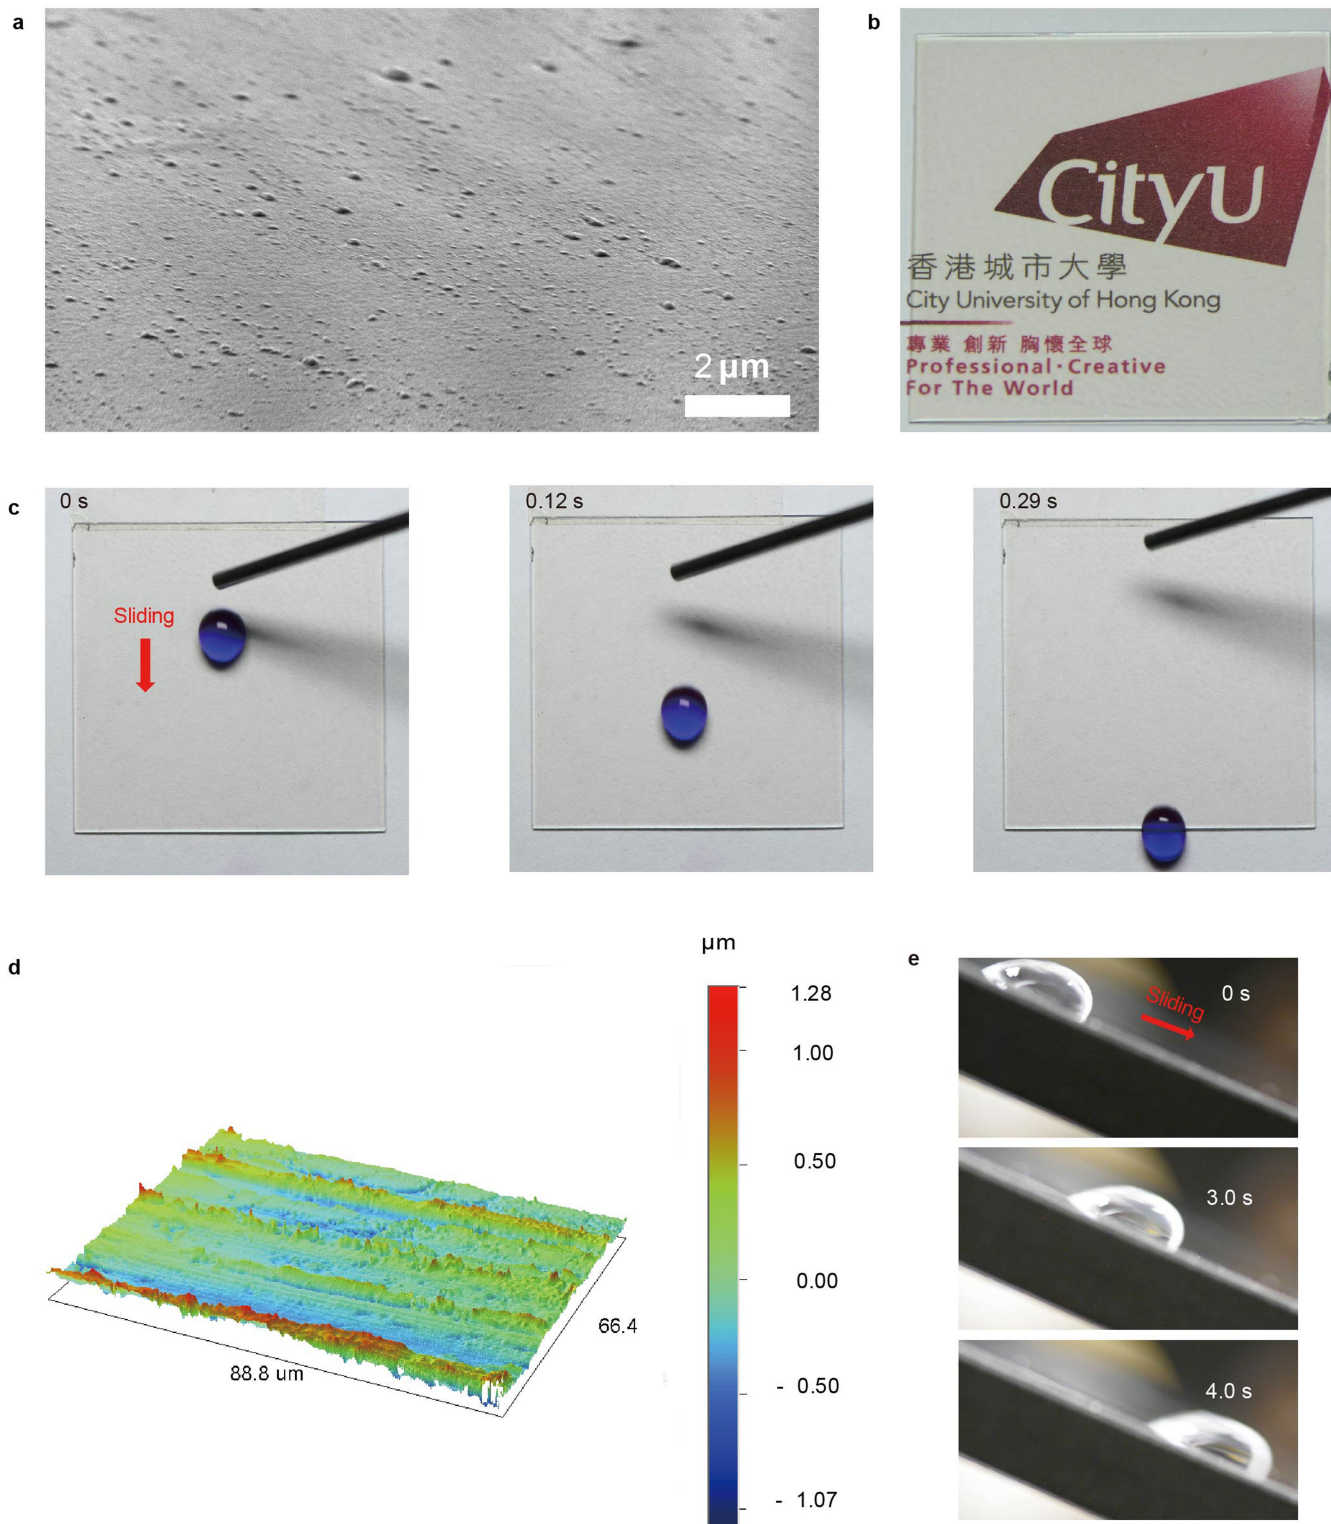 a
2 µm
b
CityU
香港城市大學
City University of Hong Kong
專業 創新 胸懷全球
Professional·Creative
For The World
c
0 s
Sliding
0.12 s
0.29 s
d
88.8 um
66.4
µm
1.28
1.00
0.50
0.00
- 0.50
- 1.07
e
Sliding
0 s
3.0 s
4.0 s